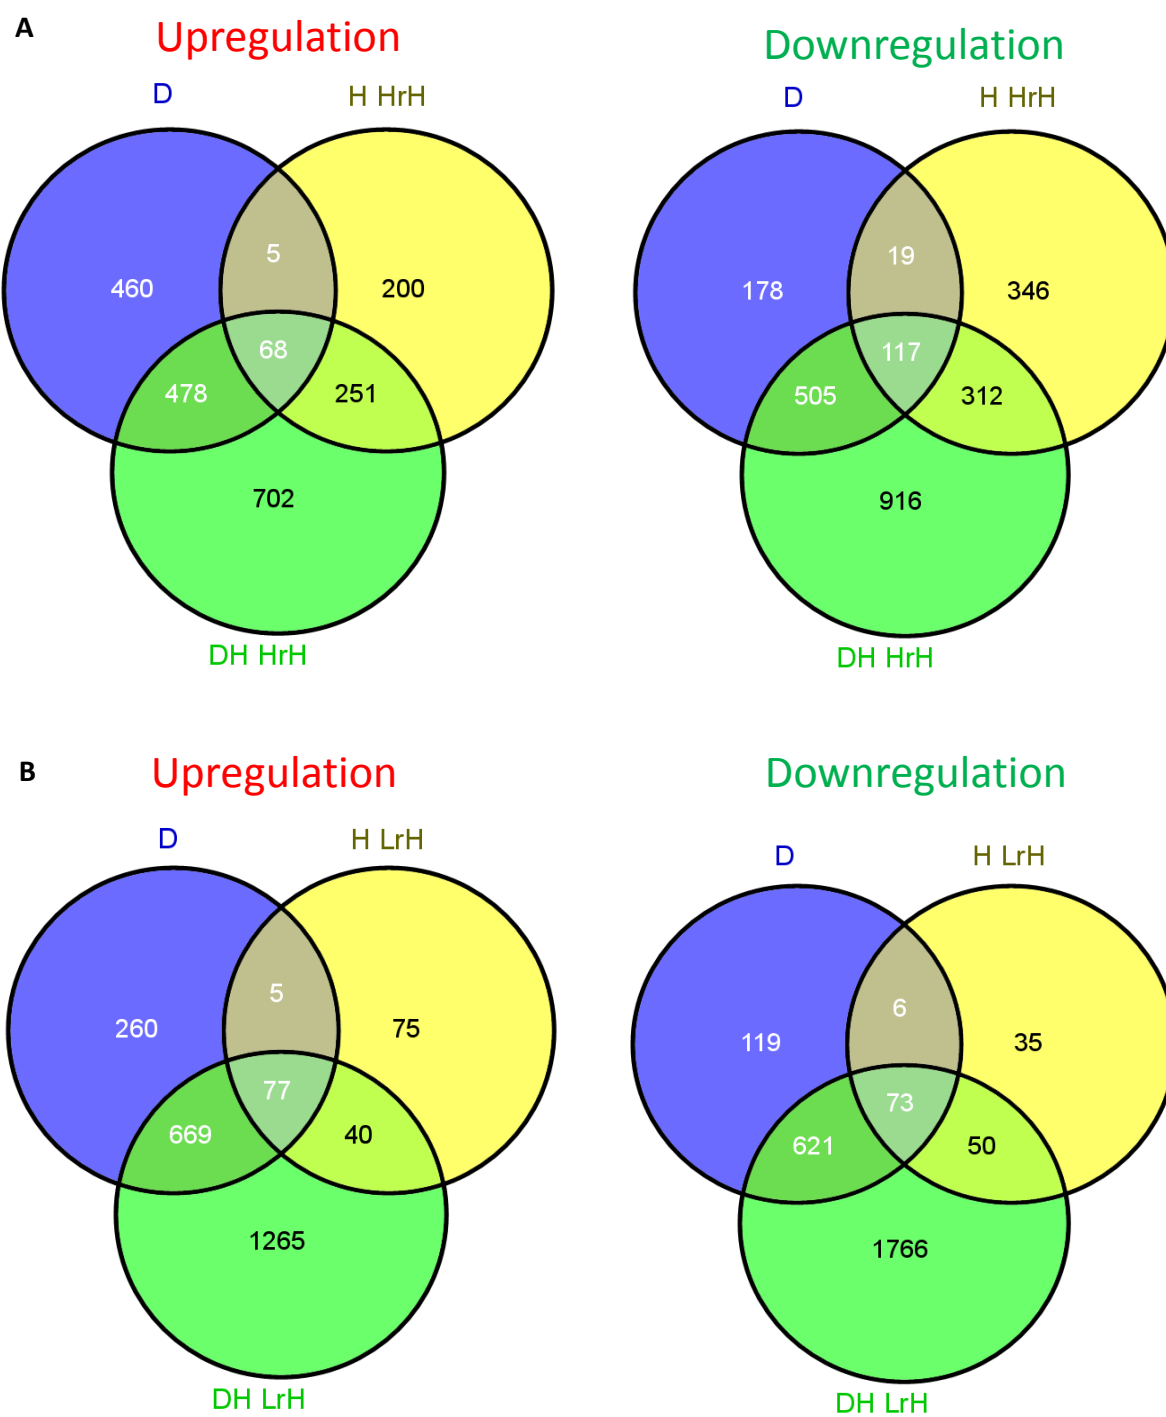 A
Upregulation
Downregulation
D
H HrH
D
H HrH
5
460
200
68
478
251
702
DH HrH
19
178
346
117
505
312
916
DH HrH
B
Upregulation
Downregulation
D
H LrH
D
H LrH
5
260
75
77
669
40
1265
DH LrH
6
119
35
73
621
50
1766
DH LrH